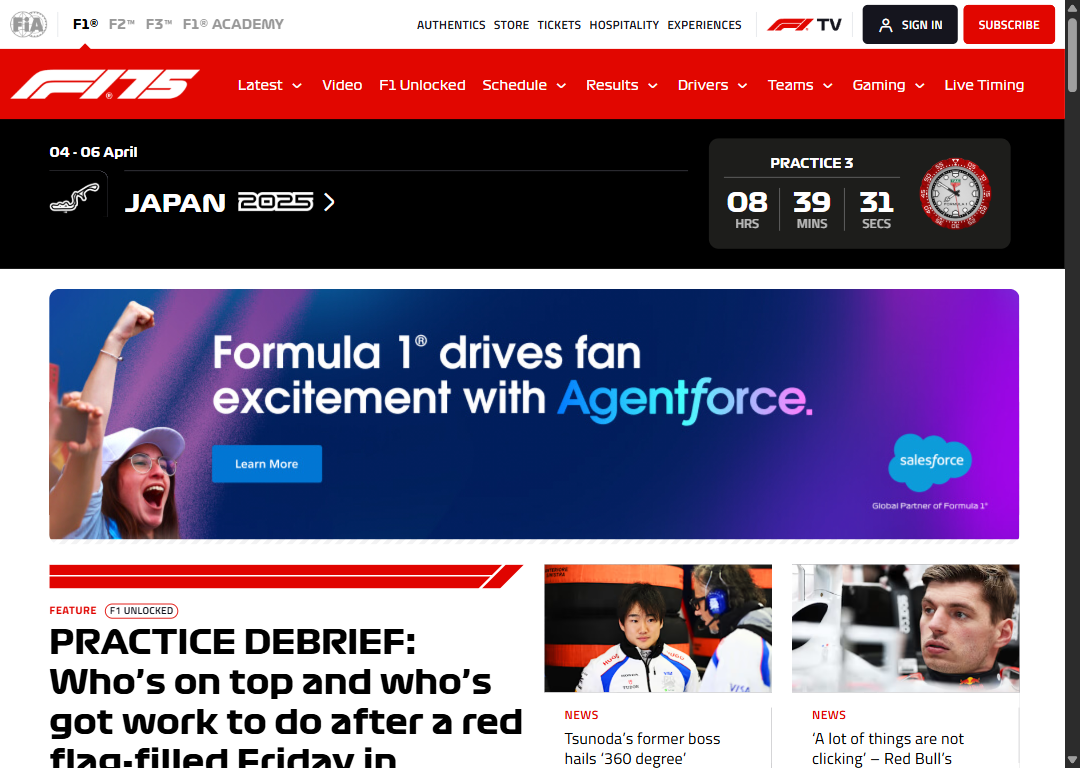 FiA
F1® F2™ F3™ F1® ACADEMY
AUTHENTICS STORE TICKETS HOSPITALITY EXPERIENCES
F1 TV
SIGN IN
SUBSCRIBE
F1.75
Latest Video F1 Unlocked Schedule Results Drivers Teams Gaming Live Timing
04 - 06 April
JAPAN 2025
PRACTICE 3
08 39 31
HRS MINS SECS
Formula 1® drives fan
excitement with Agentforce.
Learn More
salesforce
Global Partner of Formula 1®
FEATURE F1 UNLOCKED
PRACTICE DEBRIEF:
Who's on top and who's
got work to do after a red
flag-filled Friday in
VISA
VISA
NEWS
Tsunoda's former boss
hails '360 degree'
NEWS
'A lot of things are not
clicking' – Red Bull's